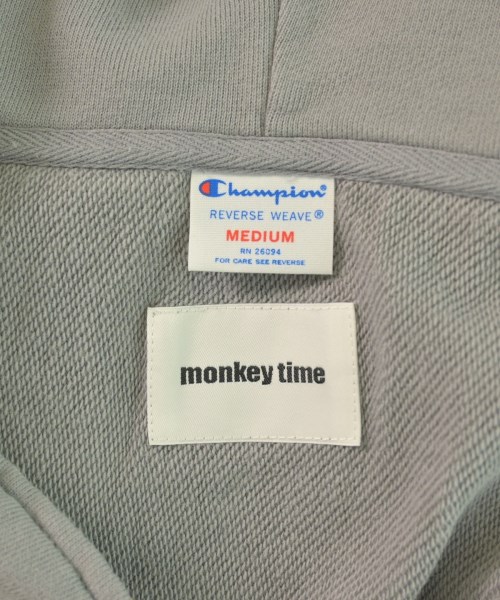 Champion
REVERSE WEAVE®
MEDIUM
RN 26094
FOR CARE SEE REVERSE
monkey time